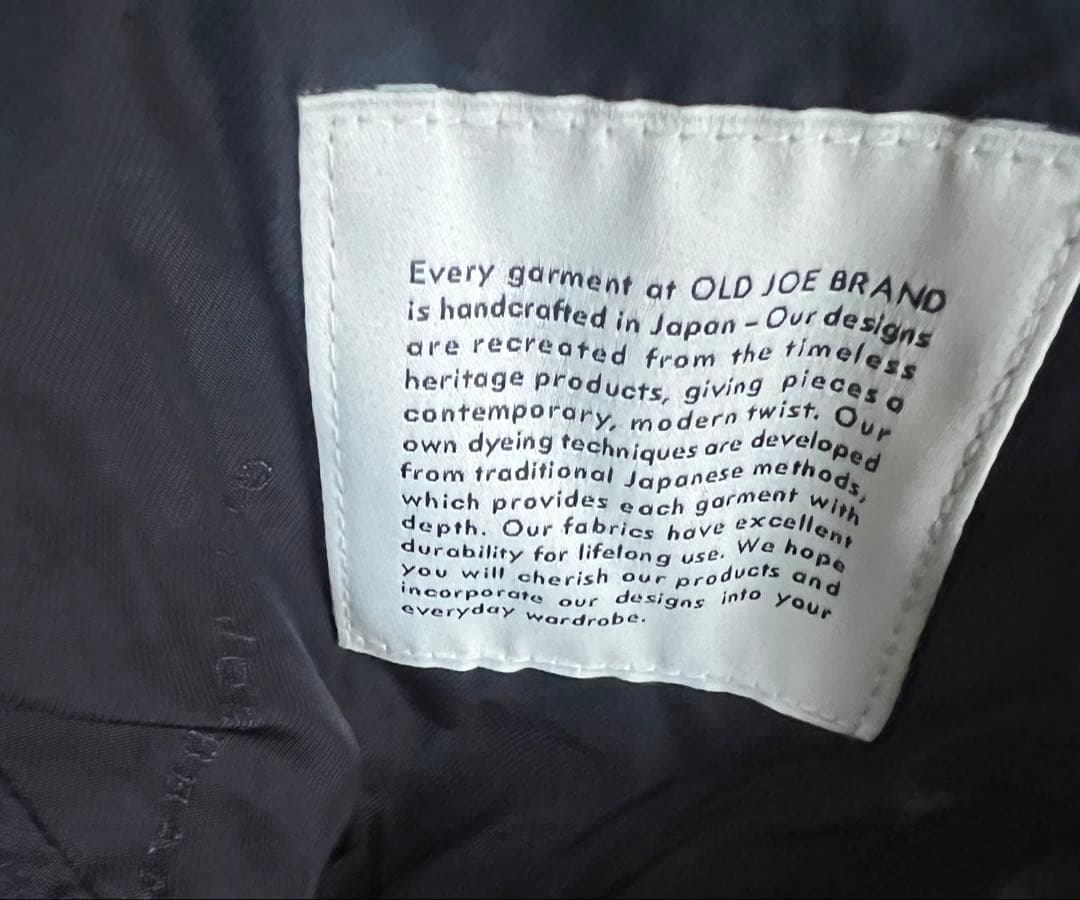 Every garment at OLD JOE BRAND
is handcrafted in Japan - Our designs
are recreated from the timeless
heritage products, giving pieces a
contemporary, modern twist. Our
own dyeing techniques are developed
from traditional Japanese methods,
which provides each garment with
depth. Our fabrics have excellent
durability for lifelong use. We hope
you will cherish our products and
incorporate our designs into your
everyday wardrobe.